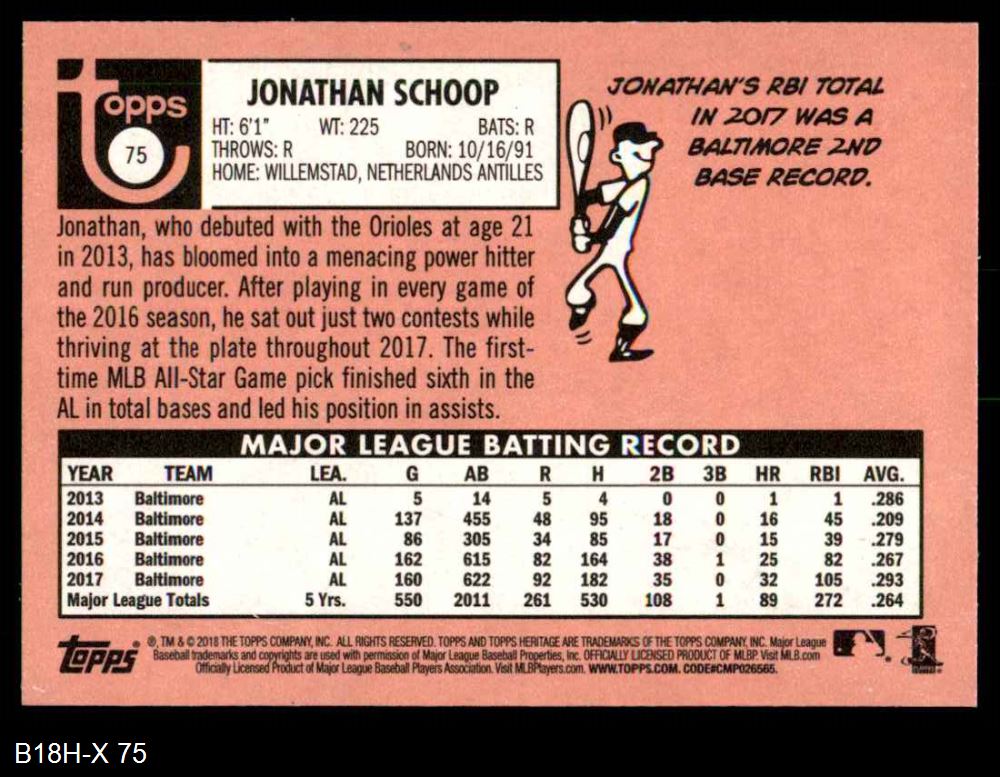 Topps
75
JONATHAN SCHOOP
HT: 6'1" WT: 225 BATS: R
THROWS: R BORN: 10/16/91
HOME: WILLEMSTAD, NETHERLANDS ANTILLES
JONATHAN'S RBI TOTAL
IN 2017 WAS A
BALTIMORE 2ND
BASE RECORD.
Jonathan, who debuted with the Orioles at age 21
in 2013, has bloomed into a menacing power hitter
and run producer. After playing in every game of
the 2016 season, he sat out just two contests while
thriving at the plate throughout 2017. The first-
time MLB All-Star Game pick finished sixth in the
AL in total bases and led his position in assists.
MAJOR LEAGUE BATTING RECORD
YEAR TEAM LEA. G AB R H 2B 3B HR RBI AVG.
2013 Baltimore AL 5 14 5 4 0 0 1 1 .286
2014 Baltimore AL 137 455 48 95 18 0 16 45 .209
2015 Baltimore AL 86 305 34 85 17 0 15 39 .279
2016 Baltimore AL 162 615 82 164 38 1 25 82 .267
2017 Baltimore AL 160 622 92 182 35 0 32 105 .293
Major League Totals 5 Yrs. 550 2011 261 530 108 1 89 272 .264
Topps
®, TM & © 2018 THE TOPPS COMPANY, INC. ALL RIGHTS RESERVED. TOPPS AND TOPPS HERITAGE ARE TRADEMARKS OF THE TOPPS COMPANY, INC. Major League
Baseball trademarks and copyrights are used with permission of Major League Baseball Properties, Inc. OFFICIALLY LICENSED PRODUCT OF MLBP. Visit MLB.com
Officially Licensed Product of Major League Baseball Players Association. Visit MLBPlayers.com. WWW.TOPPS.COM. CODE#CMP026565.
B18H-X 75